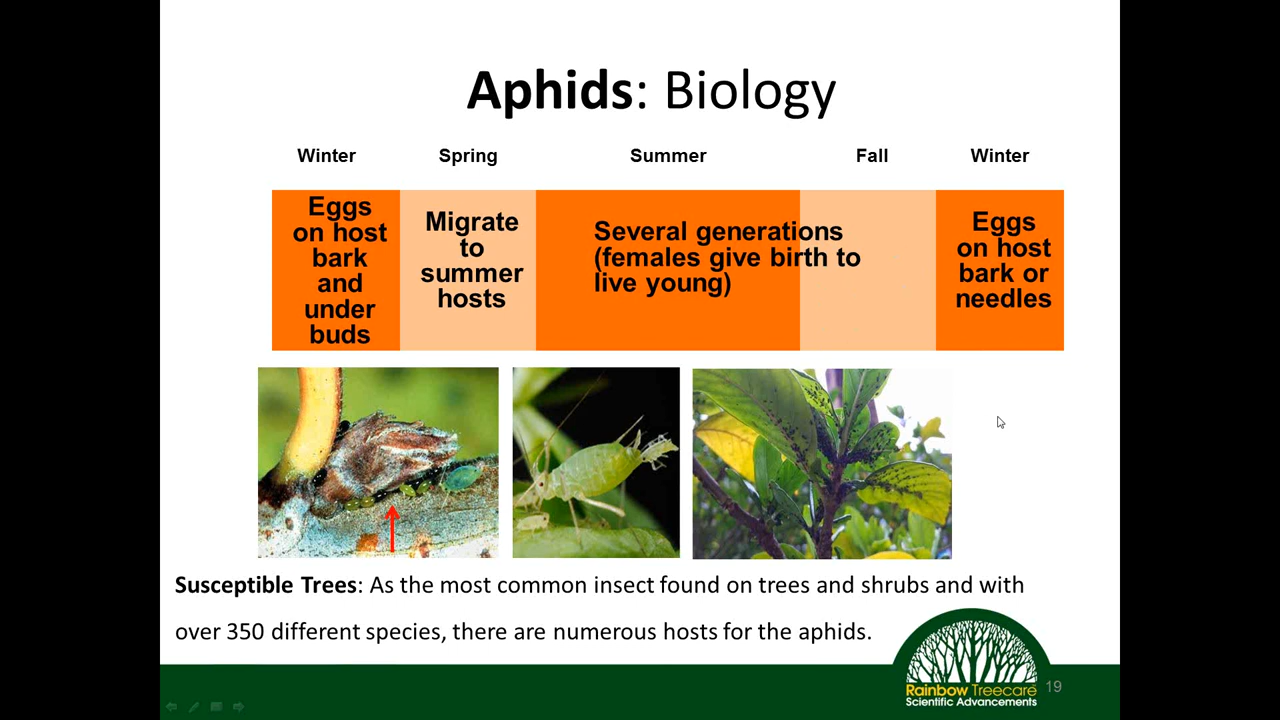 Aphids: Biology
Winter
Spring
Summer
Fall
Winter
Eggs
on host
bark
and
under
buds
Migrate
to
summer
hosts
Several generations
(females give birth to
live young)
Eggs
on host
bark or
needles
Susceptible Trees: As the most common insect found on trees and shrubs and with
over 350 different species, there are numerous hosts for the aphids.
Rainbow Treecare
Scientific Advancements
19